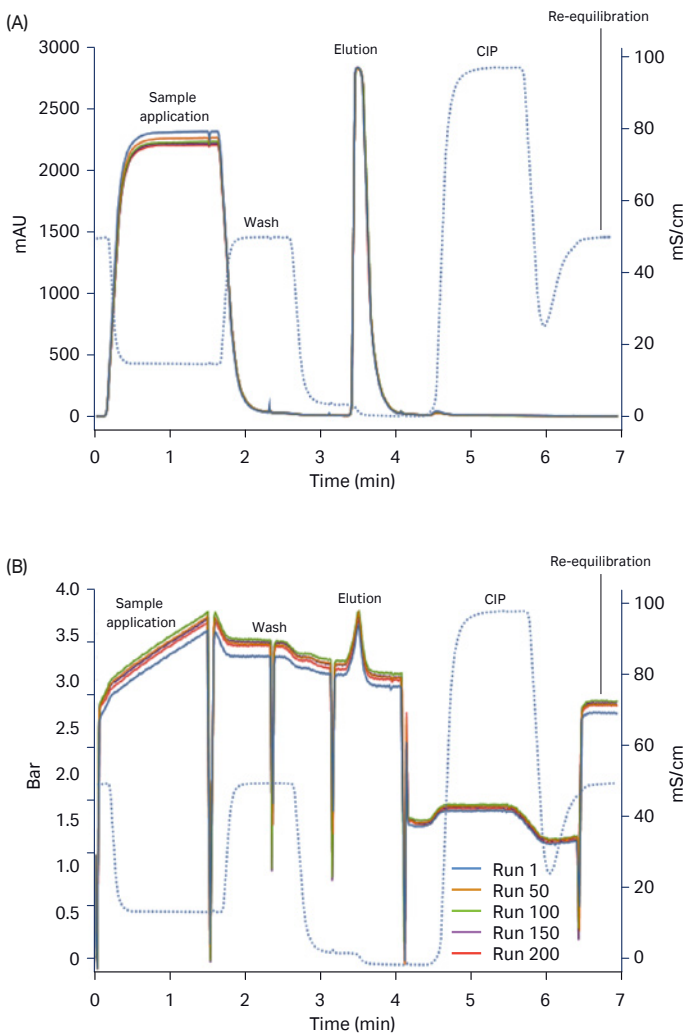 (A)
Re-equilibration
3000
2500
2000
1500
1000
500
0
mAU
Sample
application
Wash
Elution
CIP
100
80
60
40
20
0
mS/cm
0 1 2 3 4 5 6 7
Time (min)
(B)
Re-equilibration
4.0
3.5
3.0
2.5
2.0
1.5
1.0
0.5
0
Bar
Sample
application
Wash
Elution
CIP
100
80
60
40
20
0
mS/cm
Run 1
Run 50
Run 100
Run 150
Run 200
0 1 2 3 4 5 6 7
Time (min)